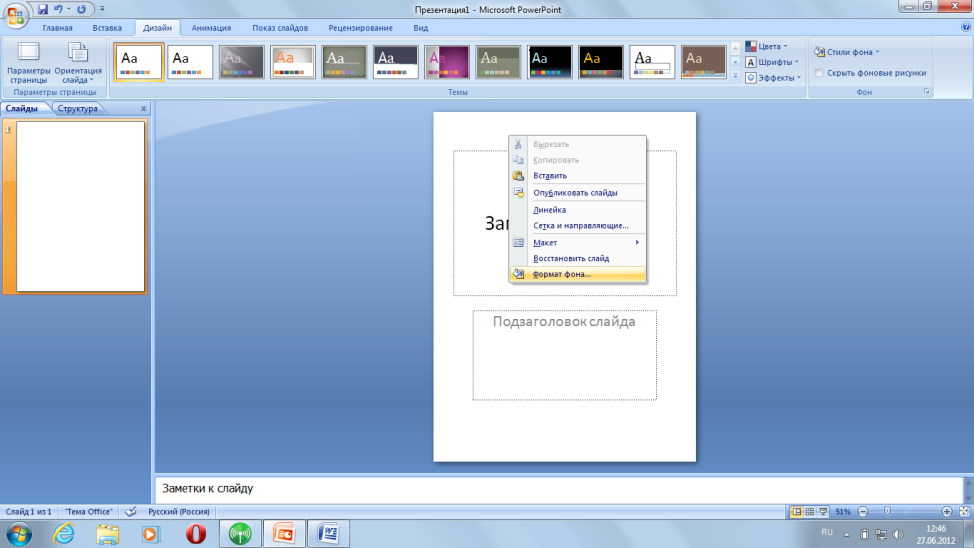 Презентация1 - Microsoft PowerPoint
Главная Вставка Дизайн Анимация Показ слайдов Рецензирование Вид
Параметры страницы
Ориентация слайда
Параметры страницы
Aa Aa Aa Aa Aa Aa Aa Aa Aa Aa Aa Aa
Темы
Цвета
Шрифты
Эффекты
Стили фона
Скрыть фоновые рисунки
Фон
Слайды Структура x
1
Вырезать
Копировать
Вставить
Опубликовать слайды
Линейка
Сетка и направляющие...
Макет
Восстановить слайд
Формат фона...
Заг
Подзаголовок слайда
Заметки к слайду
Слайд 1 из 1 "Тема Office" Русский (Россия) 51%
RU 12:46
27.06.2012